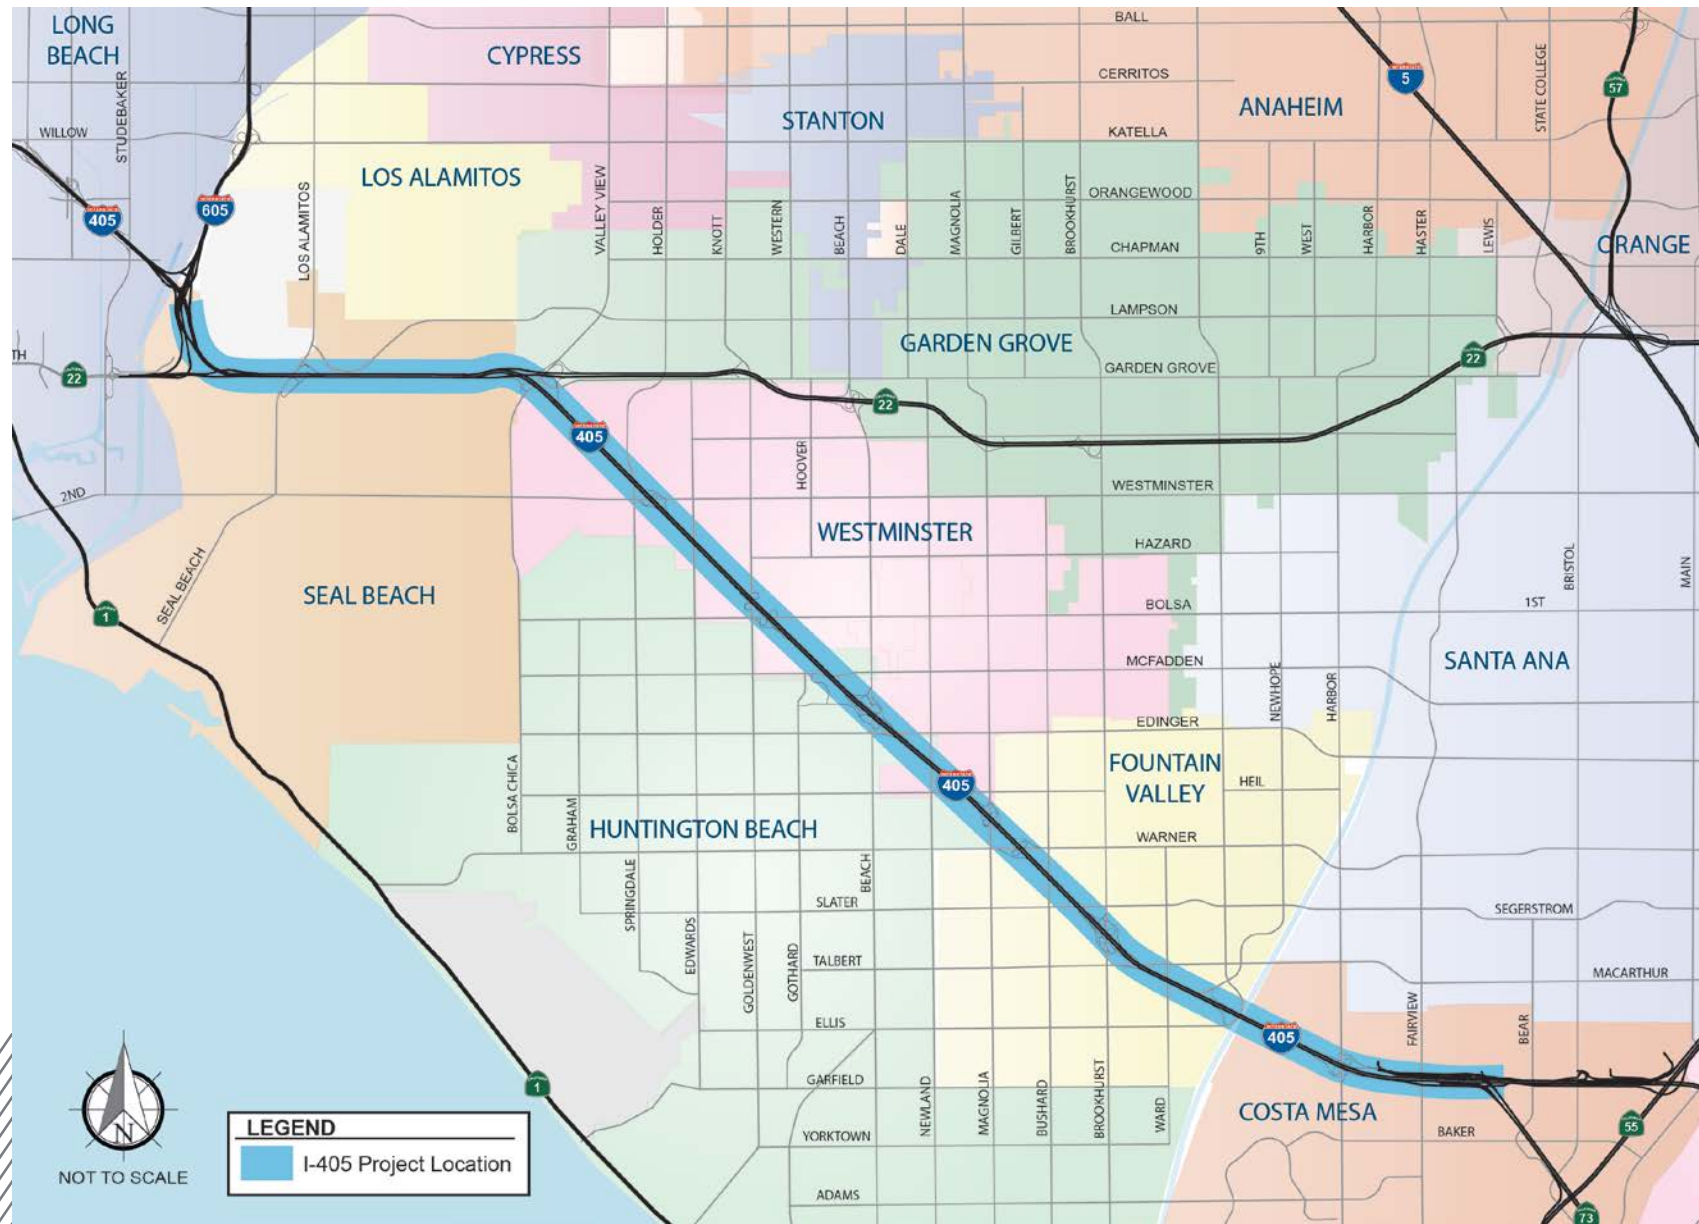 LONG
BEACH
CYPRESS
BALL
CERRITOS
STANTON
ANAHEIM
5
STATE COLLEGE
57
WILLOW
STUDEBAKER
KATELLA
LOS ALAMITOS
405
605
LOS ALAMITOS
VALLEY VIEW
HOLDER
KNOTT
WESTERN
BEACH
DALE
MAGNOLIA
GILBERT
BROOKHURST
ORANGEWOOD
CHAPMAN
9TH
WEST
HARBOR
HASTER
LEWIS
ORANGE
LAMPSON
GARDEN GROVE
GARDEN GROVE
TH
22
22
22
405
2ND
HOOVER
WESTMINSTER
WESTMINSTER
HAZARD
SEAL BEACH
SEAL BEACH
1
BOLSA
1ST
BRISTOL
MAIN
MCFADDEN
SANTA ANA
NEWHOPE
HARBOR
EDINGER
FOUNTAIN
VALLEY
HEIL
405
BOLSA CHICA
GRAHAM
HUNTINGTON BEACH
WARNER
SPRINGDALE
EDWARDS
GOLDENWEST
GOTHARD
BEACH
SLATER
SEGERSTROM
TALBERT
MACARTHUR
ELLIS
405
FAIRVIEW
BEAR
GARFIELD
NEWLAND
MAGNOLIA
BUSHARD
BROOKHURST
WARD
COSTA MESA
1
YORKTOWN
BAKER
55
ADAMS
73
N
NOT TO SCALE
LEGEND
I-405 Project Location